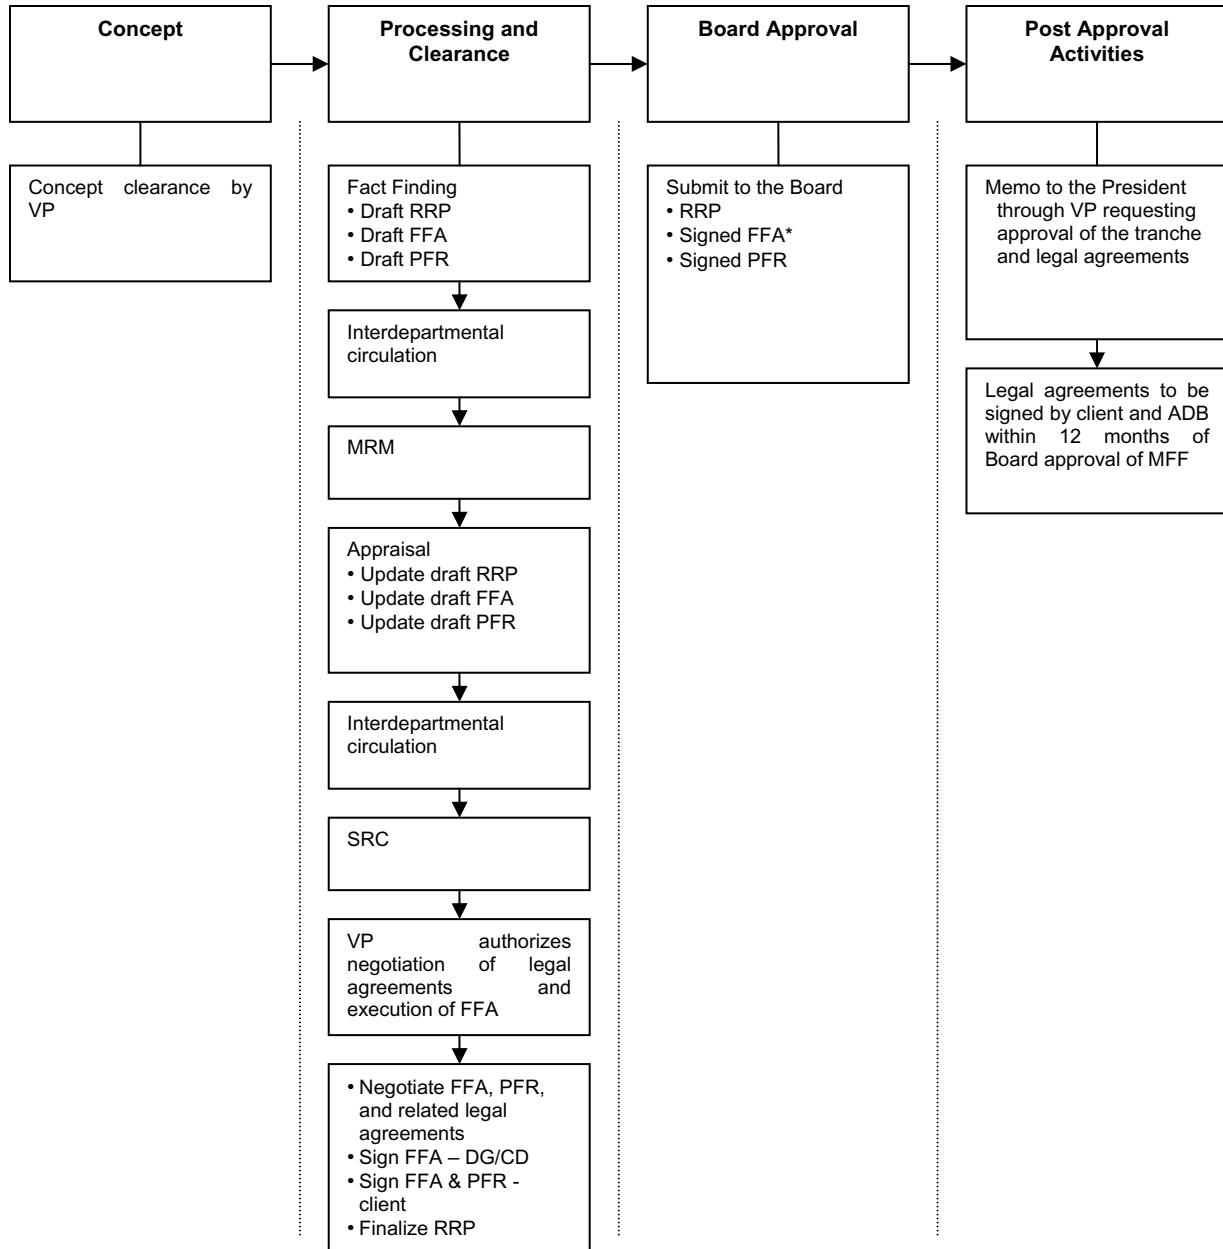 Concept
Processing and
Clearance
Board Approval
Post Approval
Activities
Concept clearance by
VP
Fact Finding
• Draft RRP
• Draft FFA
• Draft PFR
Interdepartmental
circulation
MRM
Appraisal
• Update draft RRP
• Update draft FFA
• Update draft PFR
Interdepartmental
circulation
SRC
VP authorizes
negotiation of legal
agreements and
execution of FFA
• Negotiate FFA, PFR,
and related legal
agreements
• Sign FFA – DG/CD
• Sign FFA & PFR -
client
• Finalize RRP
Submit to the Board
• RRP
• Signed FFA*
• Signed PFR
Memo to the President
through VP requesting
approval of the tranche
and legal agreements
Legal agreements to be
signed by client and ADB
within 12 months of
Board approval of MFF